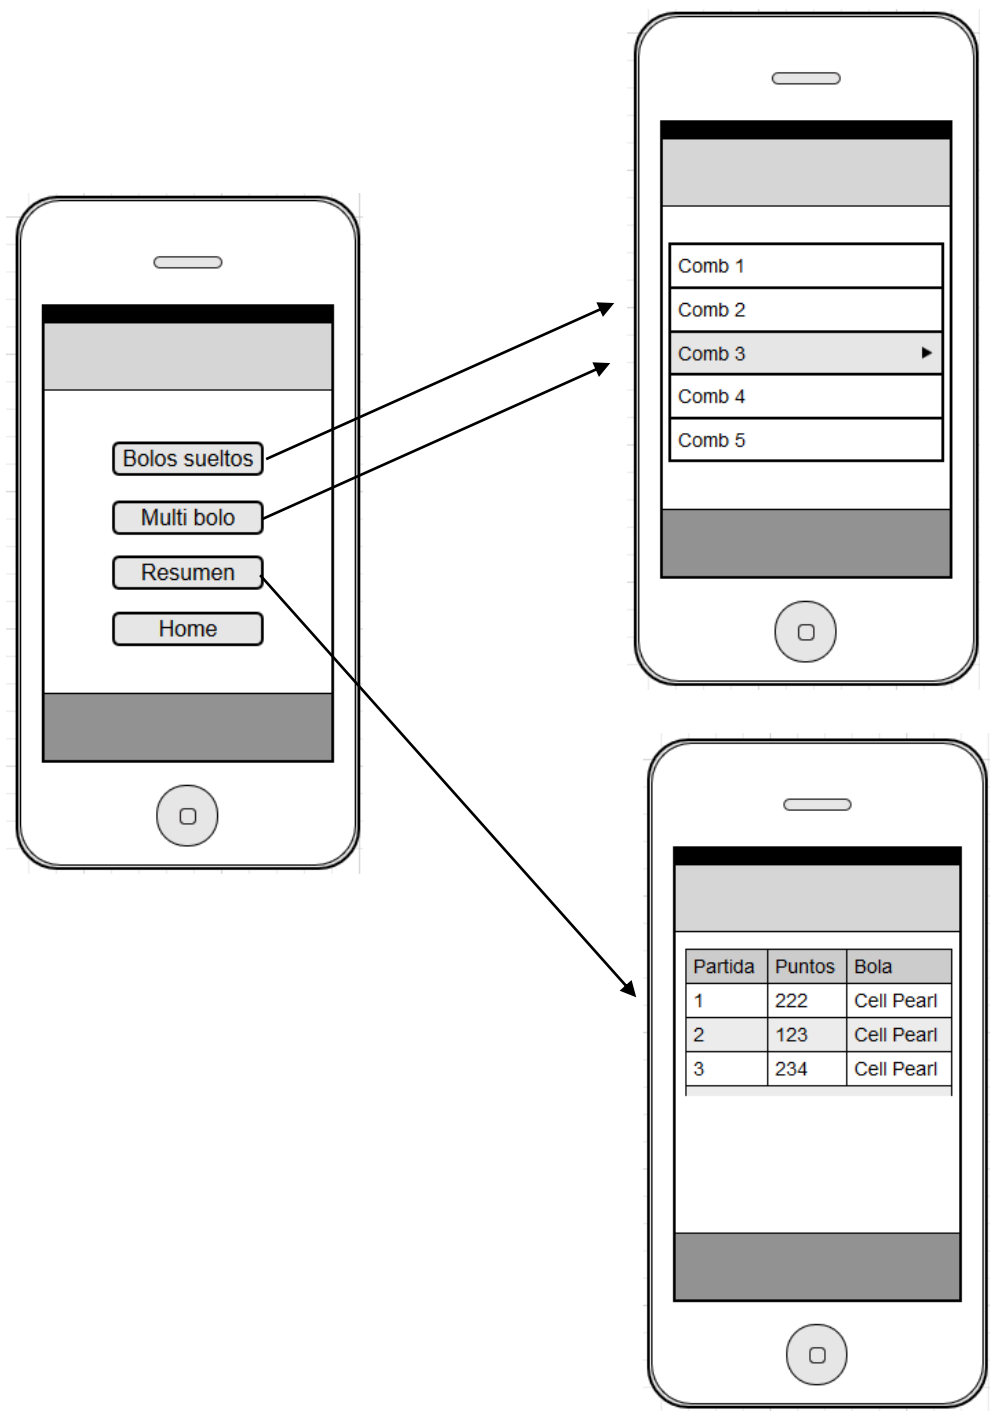 Bolos sueltos
Multi bolo
Resumen
Home
Comb 1
Comb 2
Comb 3
Comb 4
Comb 5
Partida Puntos Bola
1 222 Cell Pearl
2 123 Cell Pearl
3 234 Cell Pearl